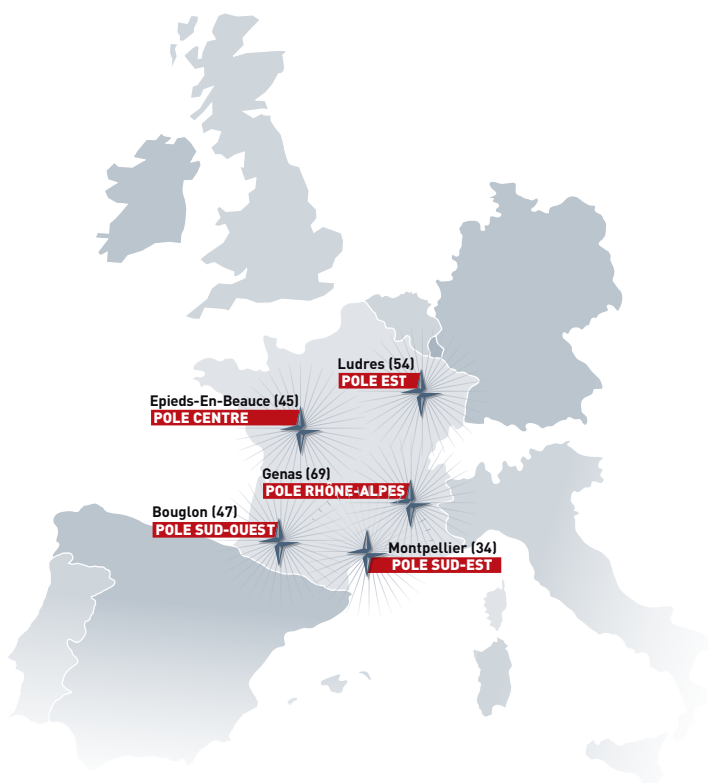 Ludres (54)
POLE EST
Epieds-En-Beauce (45)
POLE CENTRE
Genas (69)
POLE RHÔNE-ALPES
Bouglon (47)
POLE SUD-OUEST
Montpellier (34)
POLE SUD-EST